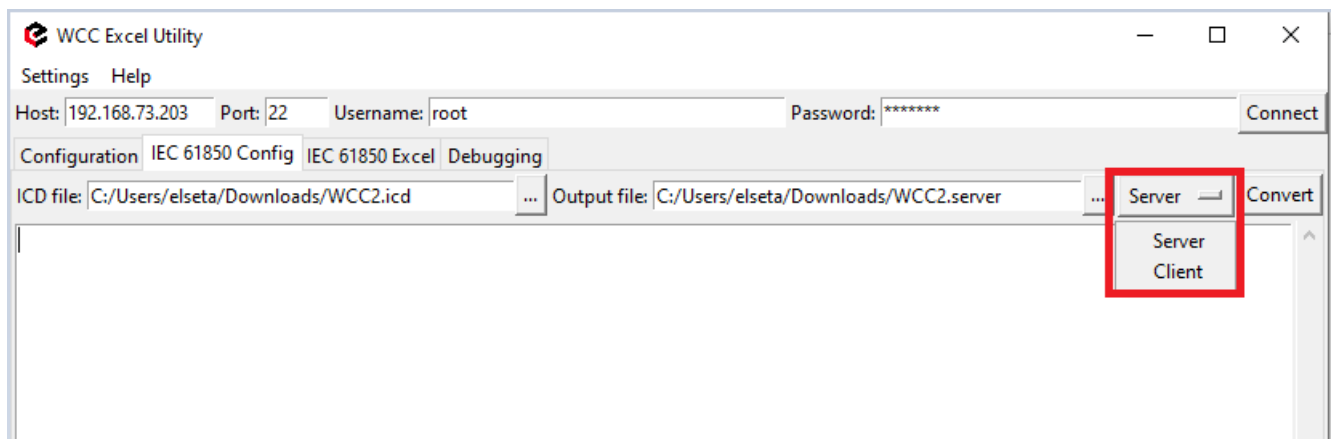 WCC Excel Utility
Settings Help
Host: 192.168.73.203 Port: 22 Username: root Password: ******* Connect
Configuration IEC 61850 Config IEC 61850 Excel Debugging
ICD file: C:/Users/elseta/Downloads/WCC2.icd ... Output file: C:/Users/elseta/Downloads/WCC2.server ... Server Convert
Server
Client